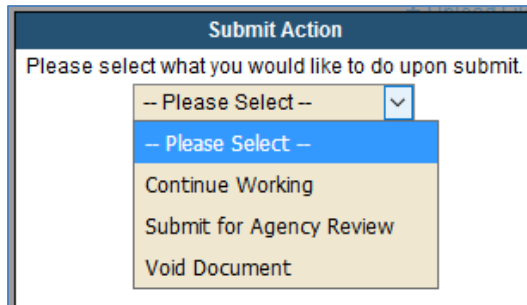 Submit Action
Please select what you would like to do upon submit.
-- Please Select --
-- Please Select --
Continue Working
Submit for Agency Review
Void Document